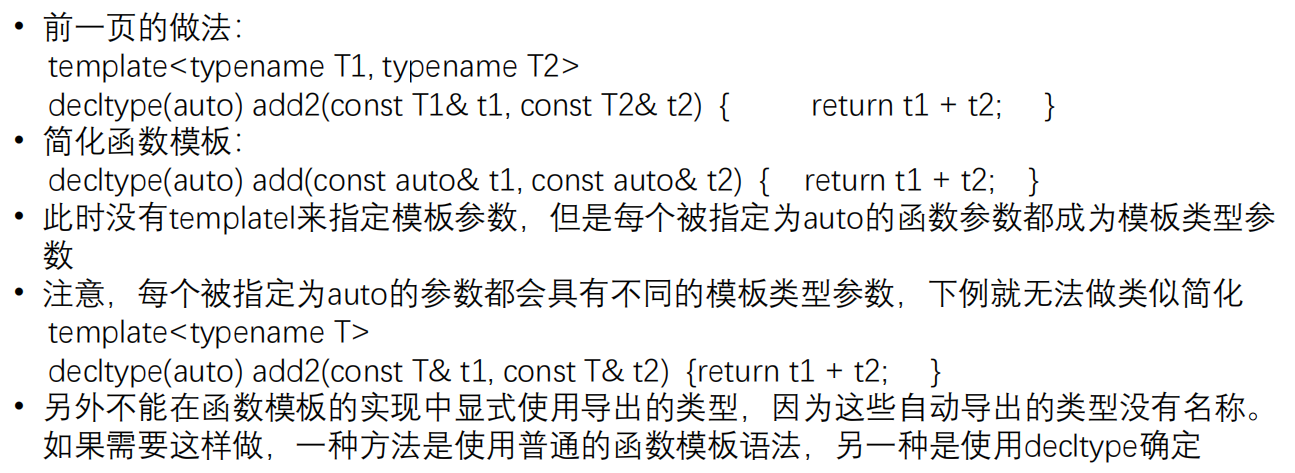 • 前一页的做法：
template<typename T1, typename T2>
decltype(auto) add2(const T1& t1, const T2& t2) { return t1 + t2; }
• 简化函数模板：
decltype(auto) add(const auto& t1, const auto& t2) { return t1 + t2; }
• 此时没有templatel来指定模板参数，但是每个被指定为auto的函数参数都成为模板类型参
数
• 注意，每个被指定为auto的参数都会具有不同的模板类型参数，下例就无法做类似简化
template<typename T>
decltype(auto) add2(const T& t1, const T& t2) {return t1 + t2; }
• 另外不能在函数模板的实现中显式使用导出的类型，因为这些自动导出的类型没有名称。
如果需要这样做，一种方法是使用普通的函数模板语法，另一种是使用decltype确定